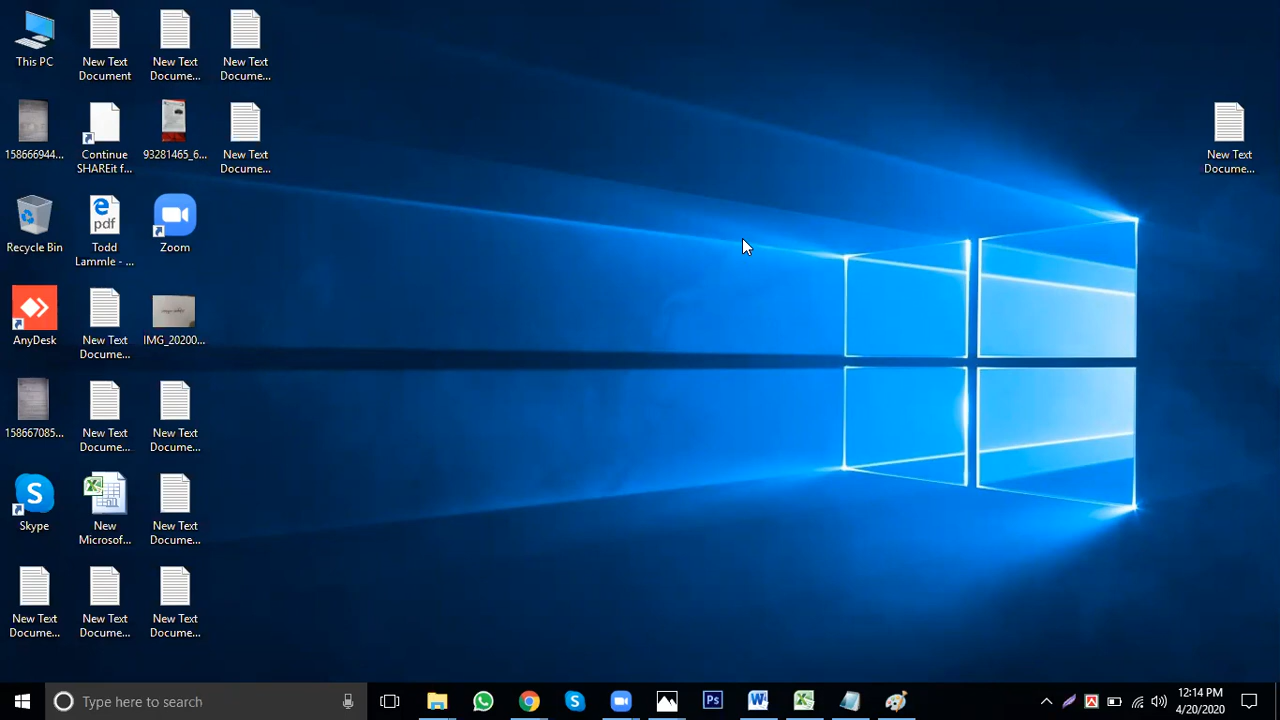 This PC
New Text
Document
New Text
Docume...
New Text
Docume...
158666944...
Continue
SHAREit f...
93281465_6...
New Text
Docume...
New Text
Docume...
Recycle Bin
pdf
Todd
Lammle - ...
Zoom
AnyDesk
New Text
Docume...
IMG_20200...
158667085...
New Text
Docume...
New Text
Docume...
S
Skype
New
Microsof...
New Text
Docume...
New Text
Docume...
New Text
Docume...
New Text
Docume...
Type here to search
Ps
12:14 PM
4/20/2020